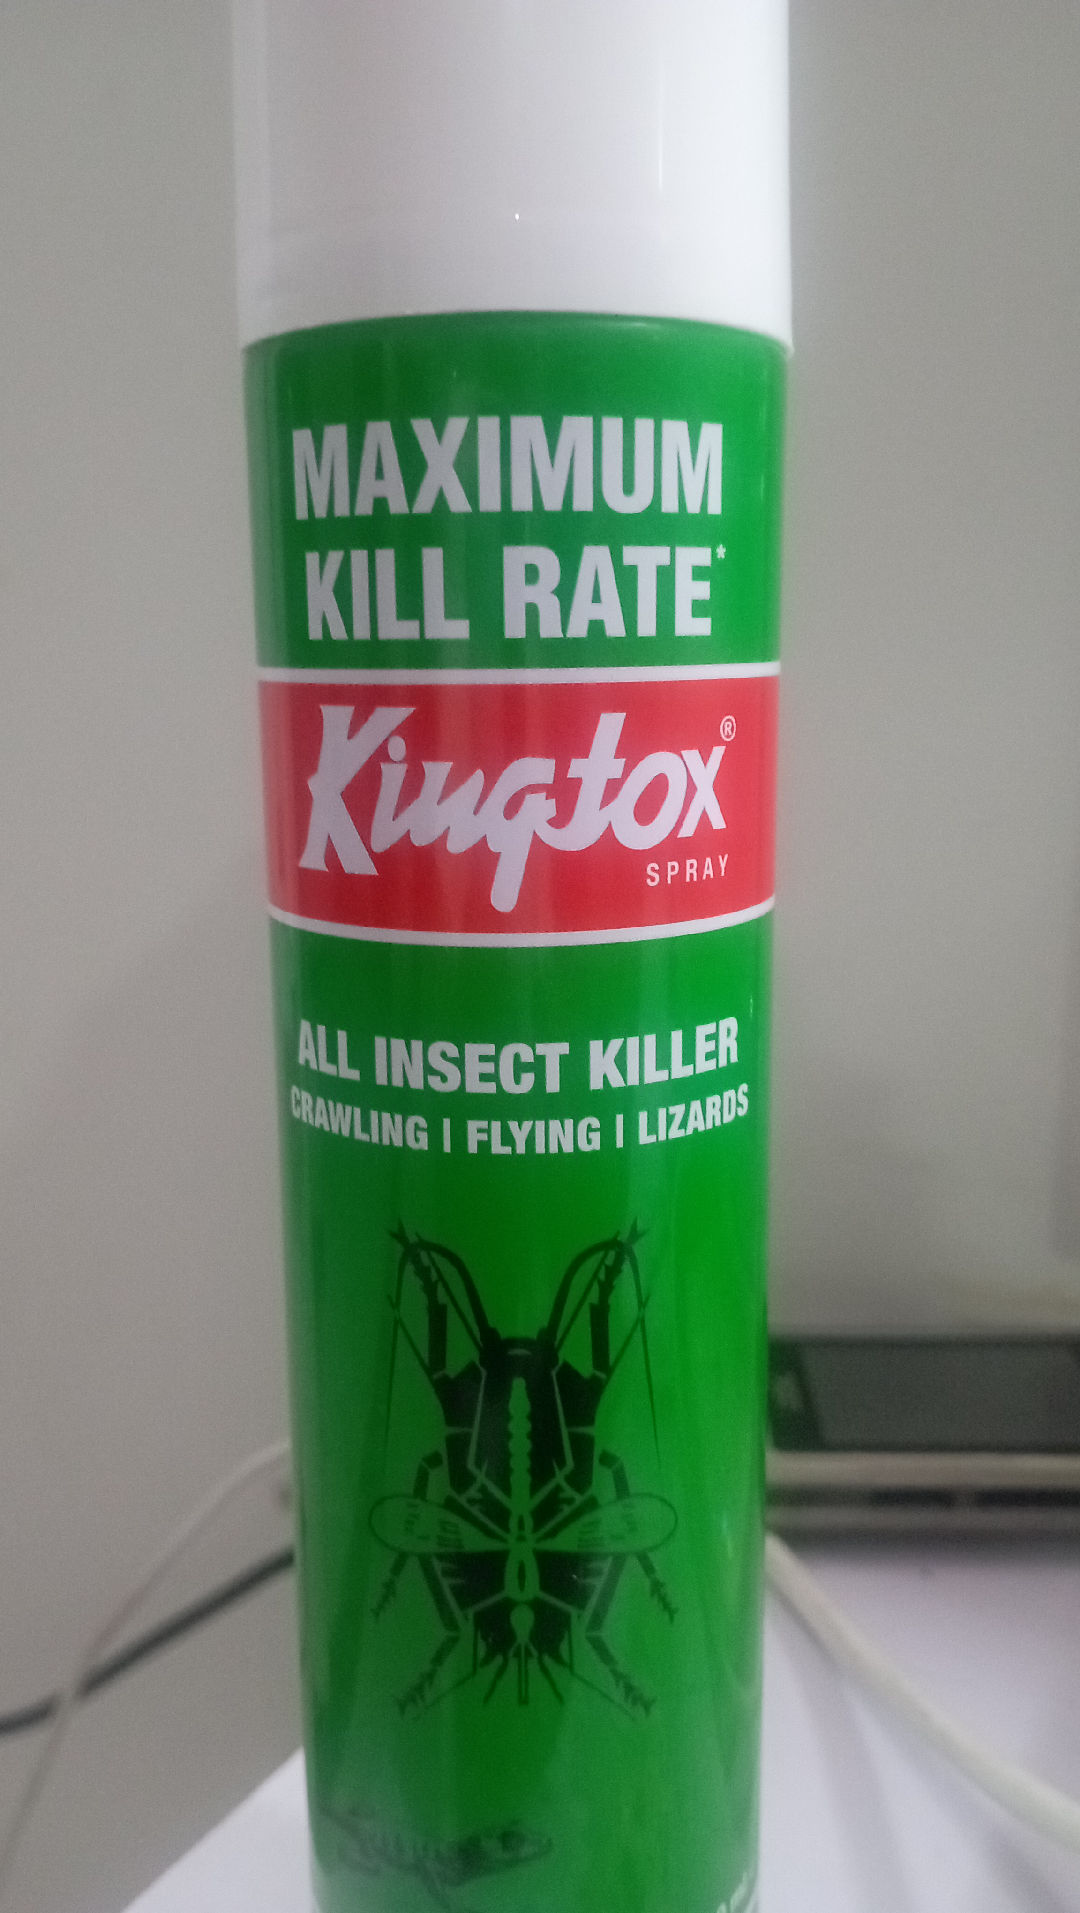 MAXIMUM
KILL RATE*
Kingtox®
SPRAY
ALL INSECT KILLER
CRAWLING | FLYING | LIZARDS